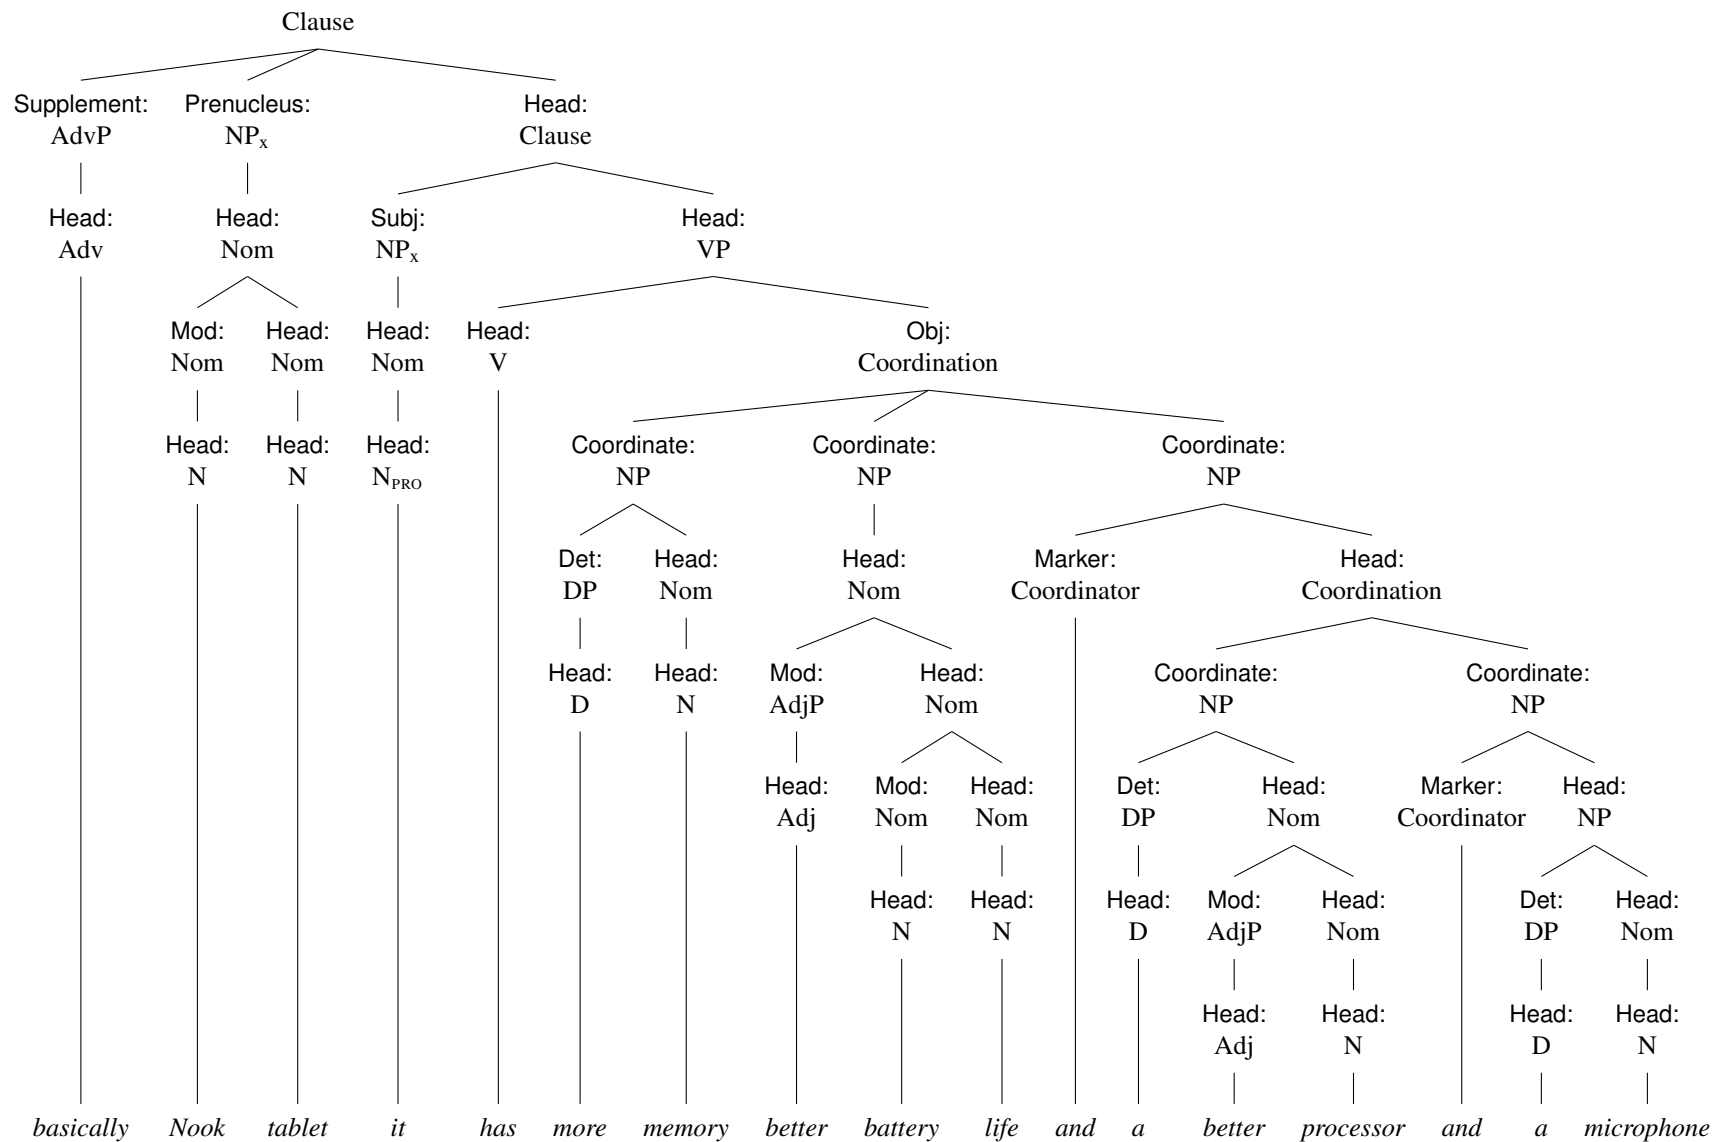 Clause
Supplement: Prenucleus: Head:
AdvP NPx Clause
Head: Head: Subj: Head:
Adv Nom NPx VP
Mod: Head: Head: Head: Obj:
Nom Nom Nom V Coordination
Head: Head: Head: Coordinate: Coordinate: Coordinate:
N N NPRO NP NP NP
Det: Head: Head: Marker: Head:
DP Nom Nom Coordinator Coordination
Head: Head: Mod: Head: Coordinate: Coordinate:
D N AdjP Nom NP NP
Head: Mod: Head: Det: Head: Marker: Head:
Adj Nom Nom DP Nom Coordinator NP
Head: Head: Head: Mod: Head: Det: Head:
N N D AdjP Nom DP Nom
Head: Head: Head: Head:
Adj N D N
basically Nook tablet it has more memory better battery life and a better processor and a microphone